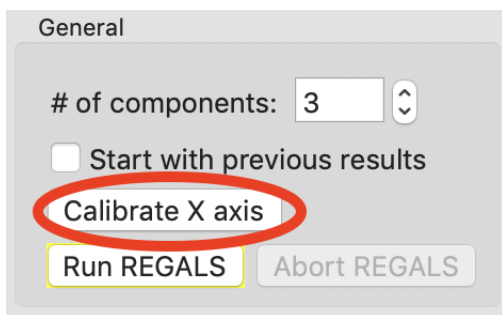 General
# of components: 3
Start with previous results
Calibrate X axis
Run REGALS Abort REGALS